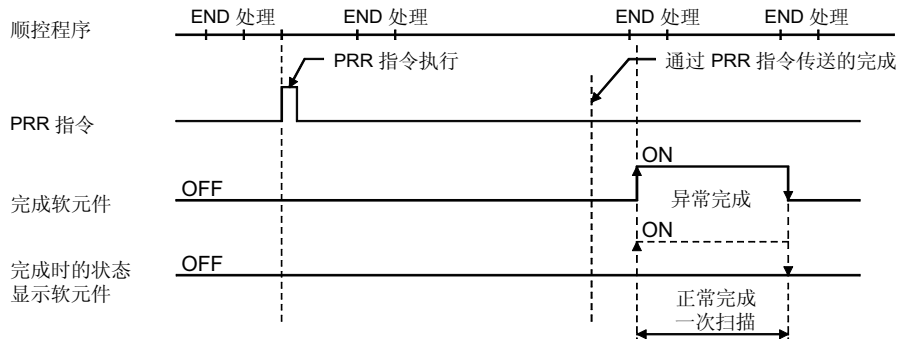 END 处理 END 处理 END 处理 END 处理
顺控程序
PRR 指令执行 通过 PRR 指令传送的完成
PRR 指令
ON
OFF
完成软元件 异常完成
ON
OFF
完成时的状态
显示软元件
正常完成
一次扫描